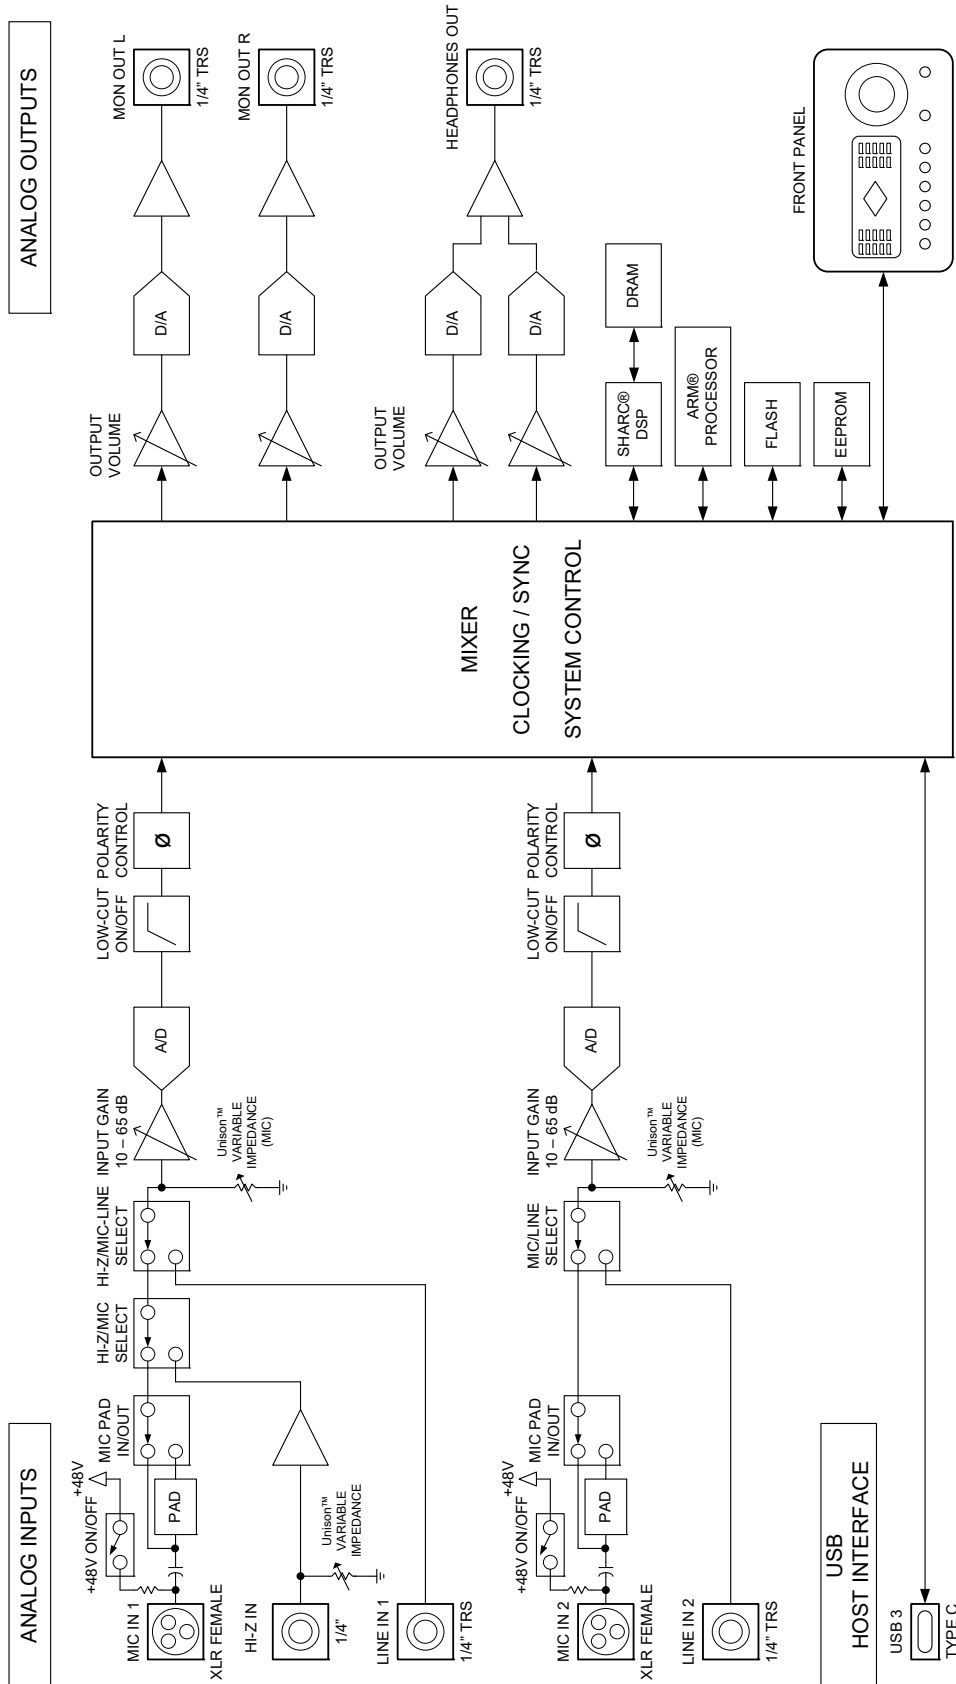 ANALOG INPUTS
+48V
+48V ON/OFF
MIC IN 1
XLR FEMALE
PAD
MIC PAD
IN/OUT
HI-Z IN
1/4"
Unison™
VARIABLE
IMPEDANCE
LINE IN 1
1/4" TRS
HI-Z/MIC
SELECT
HI-Z/MIC-LINE
SELECT
INPUT GAIN
10 – 65 dB
Unison™
VARIABLE
IMPEDANCE
(MIC)
A/D
LOW-CUT
ON/OFF
POLARITY
CONTROL
Ø
+48V
+48V ON/OFF
MIC IN 2
XLR FEMALE
PAD
MIC PAD
IN/OUT
LINE IN 2
1/4" TRS
MIC/LINE
SELECT
INPUT GAIN
10 – 65 dB
Unison™
VARIABLE
IMPEDANCE
(MIC)
A/D
LOW-CUT
ON/OFF
POLARITY
CONTROL
Ø
USB
HOST INTERFACE
USB 3
TYPE C
MIXER
CLOCKING / SYNC
SYSTEM CONTROL
ANALOG OUTPUTS
OUTPUT
VOLUME
D/A
MON OUT L
1/4" TRS
D/A
MON OUT R
1/4" TRS
OUTPUT
VOLUME
D/A
D/A
HEADPHONES OUT
1/4" TRS
SHARC®
DSP
DRAM
ARM®
PROCESSOR
FLASH
EEPROM
FRONT PANEL